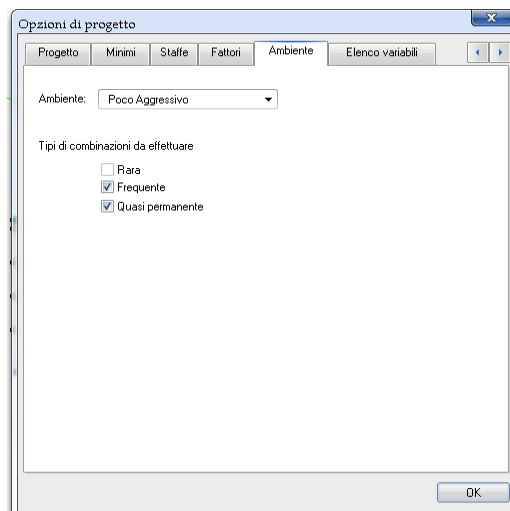 Opzioni di progetto
Progetto Minimi Staffe Fattori Ambiente Elenco variabili
Ambiente: Poco Aggressivo
Tipi di combinazioni da effettuare
Rara
Frequente
Quasi permanente
OK